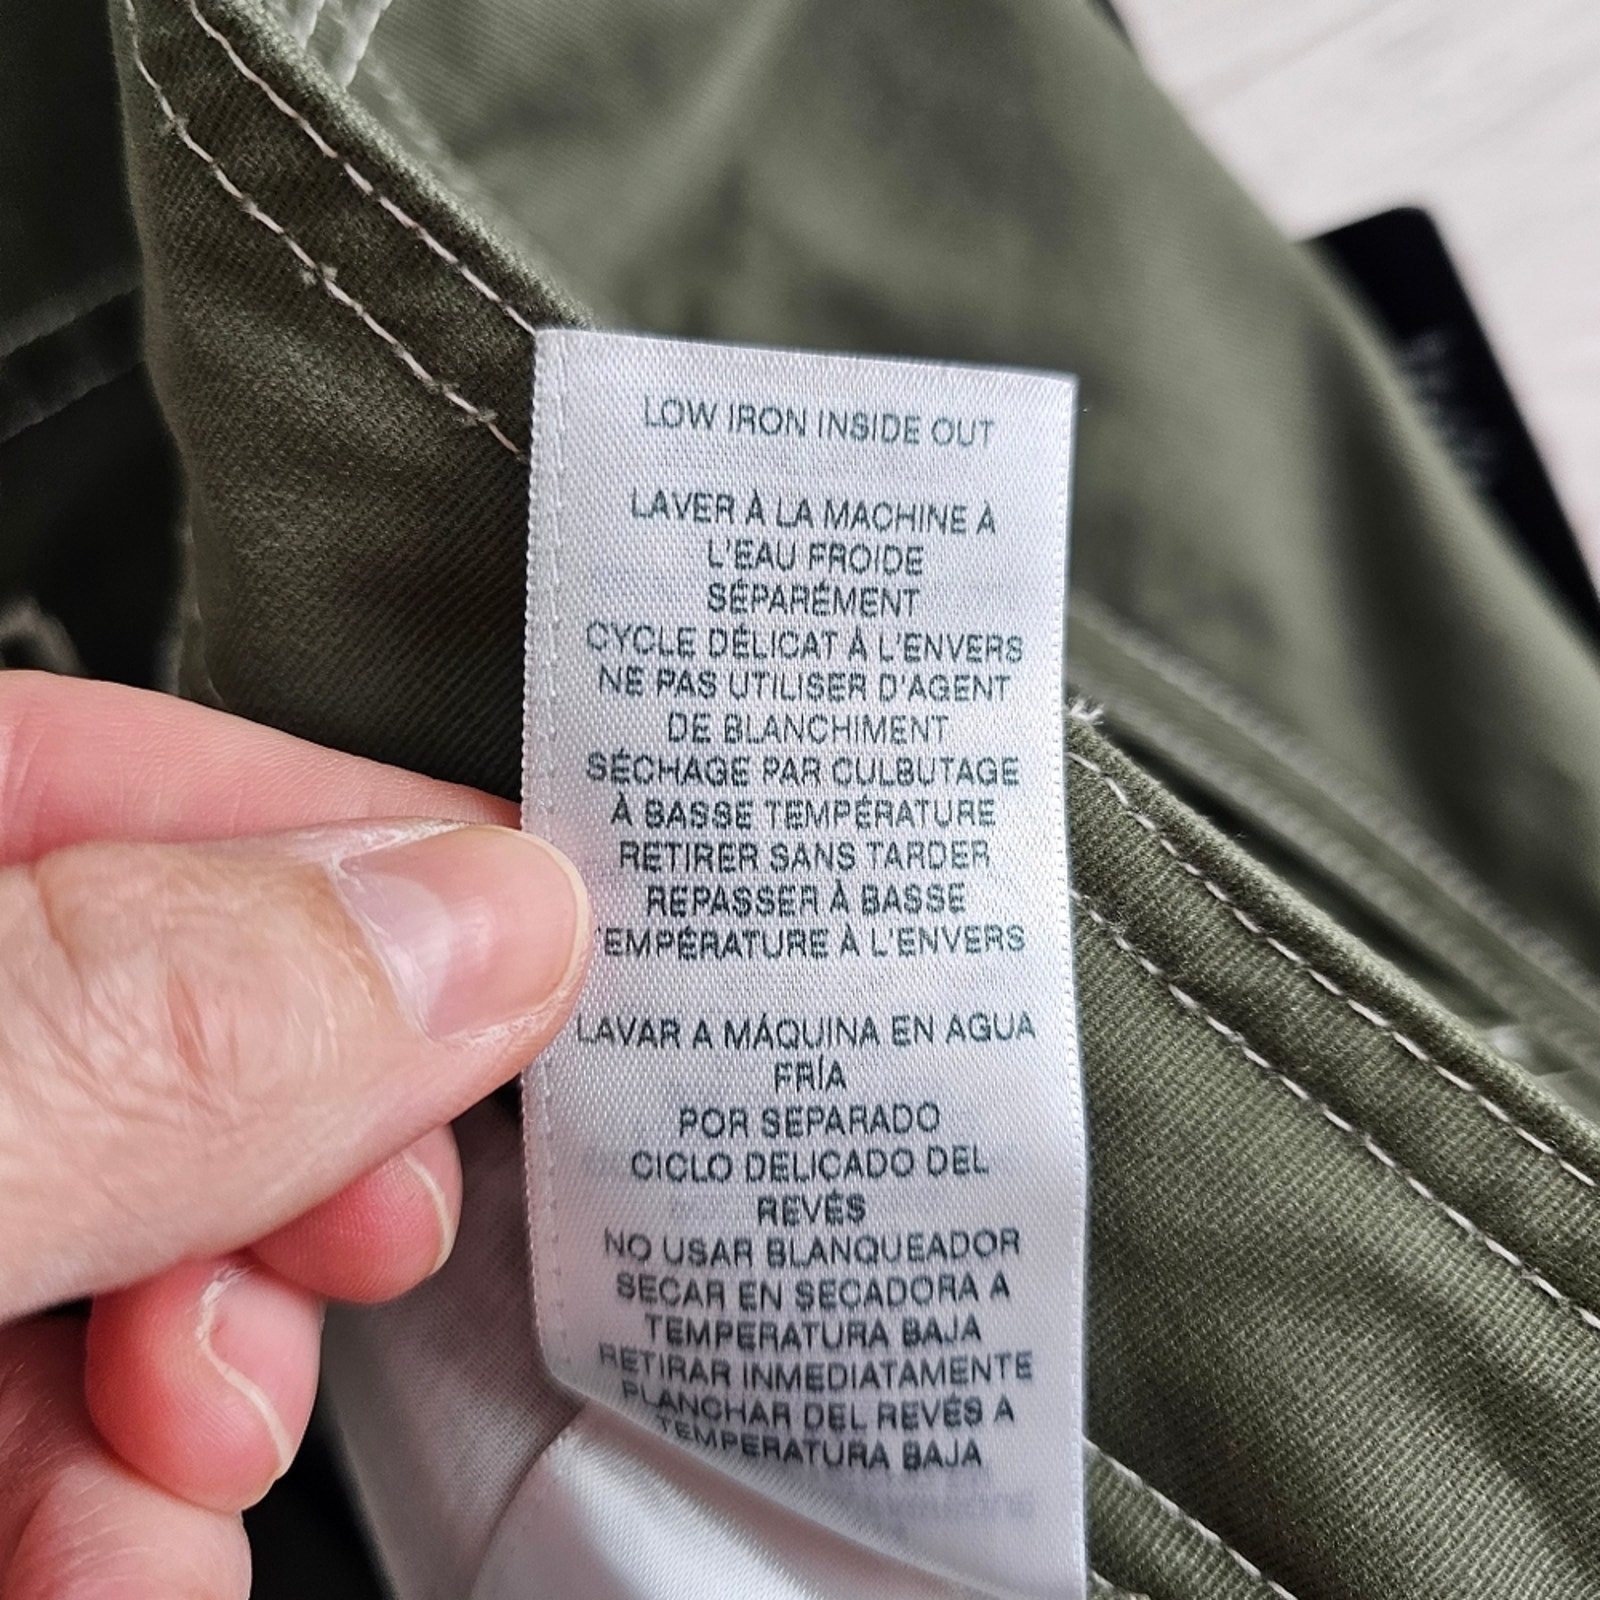 LOW IRON INSIDE OUT
LAVER À LA MACHINE À
L'EAU FROIDE
SÉPARÉMENT
CYCLE DÉLICAT À L'ENVERS
NE PAS UTILISER D'AGENT
DE BLANCHIMENT
SÉCHAGE PAR CULBUTAGE
À BASSE TEMPÉRATURE
RETIRER SANS TARDER
REPASSER À BASSE
TEMPÉRATURE À L'ENVERS
LAVAR A MÁQUINA EN AGUA
FRÍA
POR SEPARADO
CICLO DELICADO DEL
REVÉS
NO USAR BLANQUEADOR
SECAR EN SECADORA A
TEMPERATURA BAJA
RETIRAR INMEDIATAMENTE
PLANCHAR DEL REVÉS A
TEMPERATURA BAJA